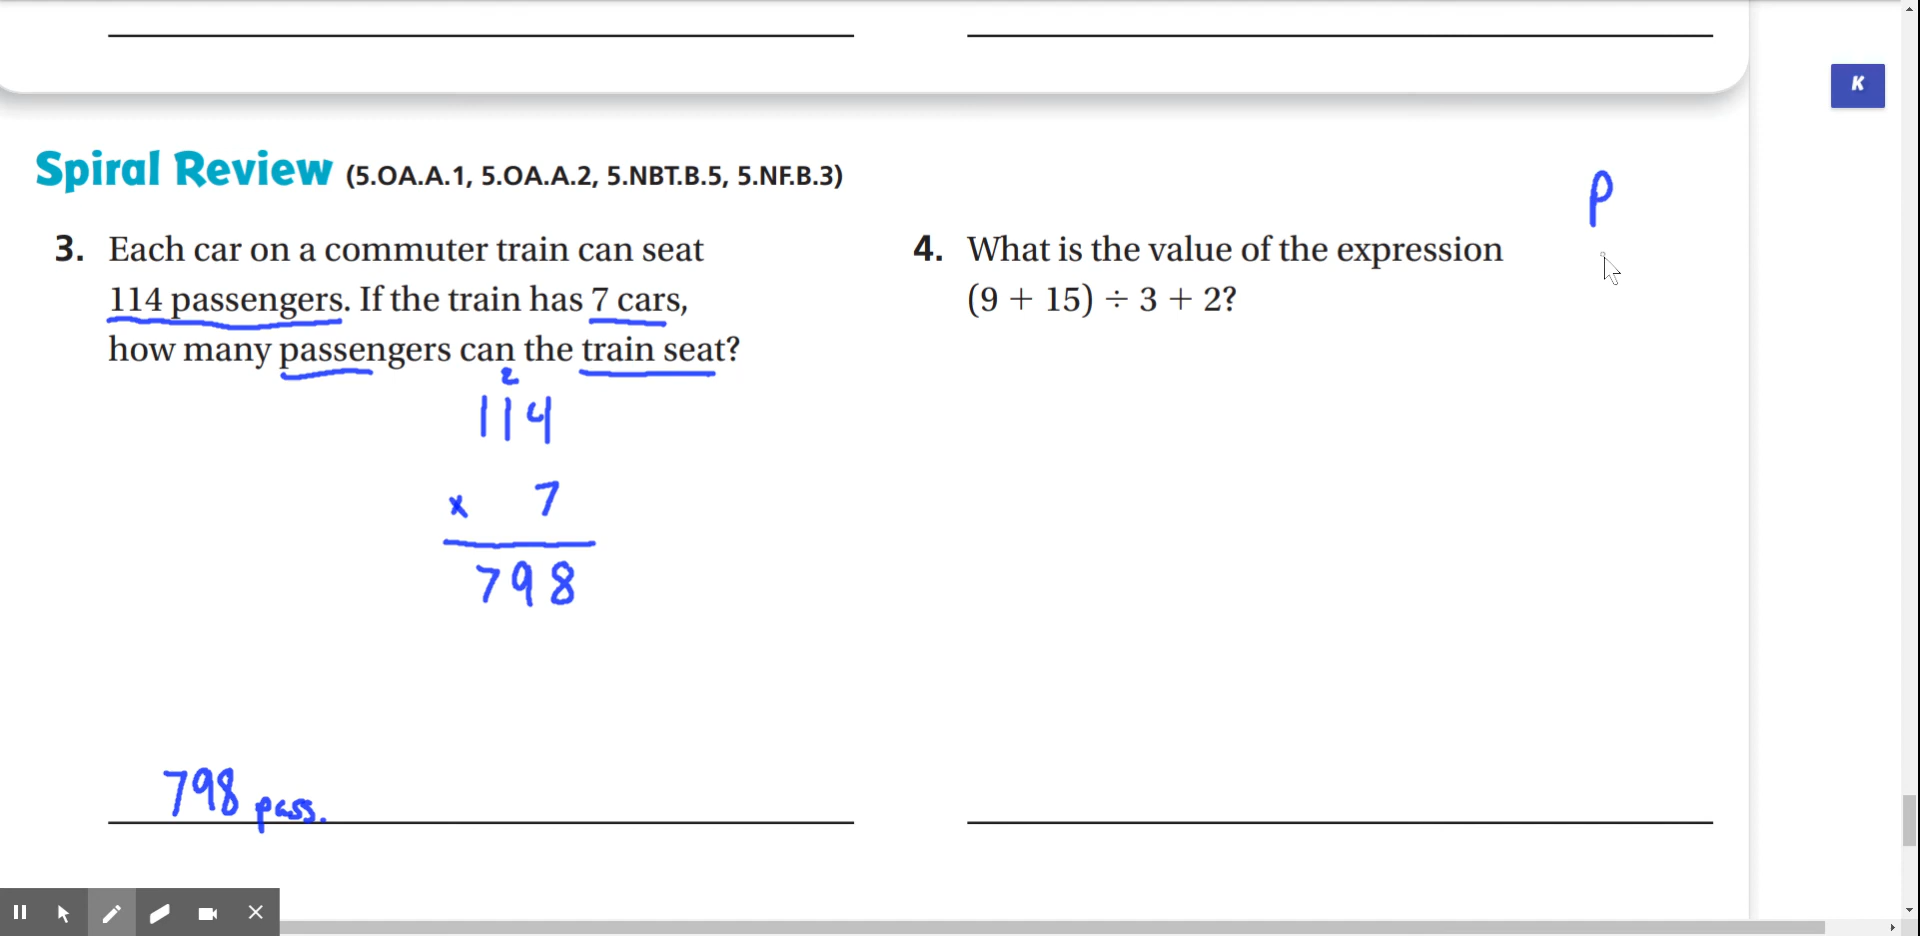 K
Spiral Review (5.OA.A.1, 5.OA.A.2, 5.NBT.B.5, 5.NF.B.3)
P
3. Each car on a commuter train can seat
114 passengers. If the train has 7 cars,
how many passengers can the train seat?
2
114
x 7
798
798 pass.
4. What is the value of the expression
(9 + 15) ÷ 3 + 2?